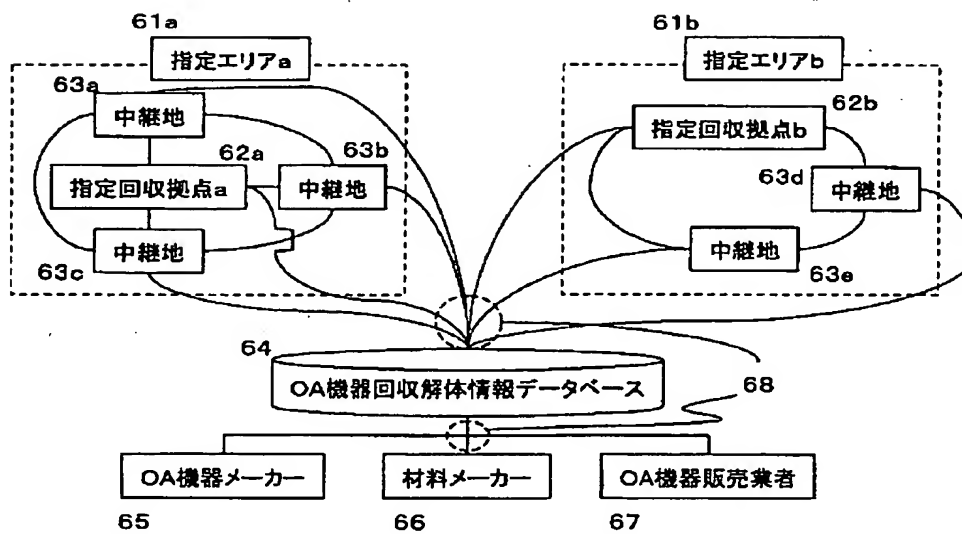 61a
指定エリアa
63a
中継地
62a
63b
指定回収拠点a
中継地
中継地
63c
61b
指定エリアb
62b
指定回収拠点b
63d
中継地
中継地
63e
64
OA機器回収解体情報データベース
68
OA機器メーカー
材料メーカー
OA機器販売業者
65
66
67